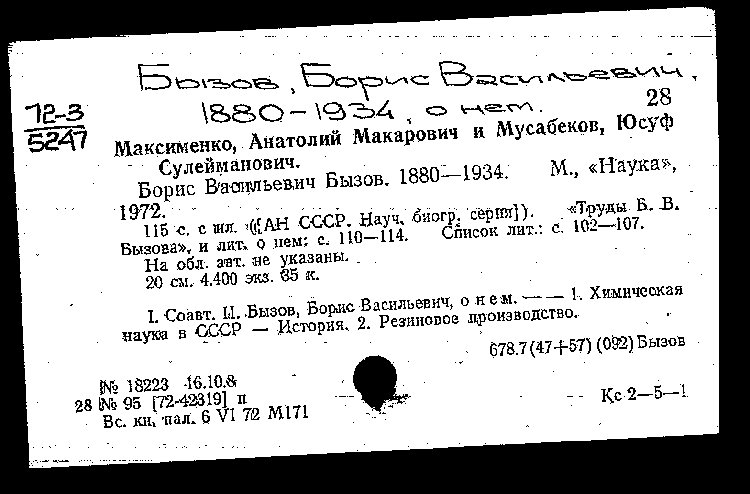 Бызов, Борис Васильевич,
1880-1934, о нем.
72-3
5247
28
Максименко, Анатолий Макарович и Мусабеков, Юсуф
Сулейманович.
Борис Васильевич Бызов. 1880—1934. М., «Наука»,
1972.
115 с. с ил. ([АН СССР. Науч. биогр. серия]). «Труды Б. В.
Бызова», и лит. о нем: с. 110—114. Список лит.: с. 102—107.
На обл. авт. не указаны.
20 см. 4.400 экз. 35 к.
I. Соавт. II. Бызов, Борис Васильевич, о нем. — — 1. Химическая
наука в СССР — История. 2. Резиновое производство.
678.7(47+57) (092) Бызов
№ 18223 16.10.8
28 № 95 [72-42319] п
Вс. кн. пал. 6 VI 72 М171
Кс 2—5—1